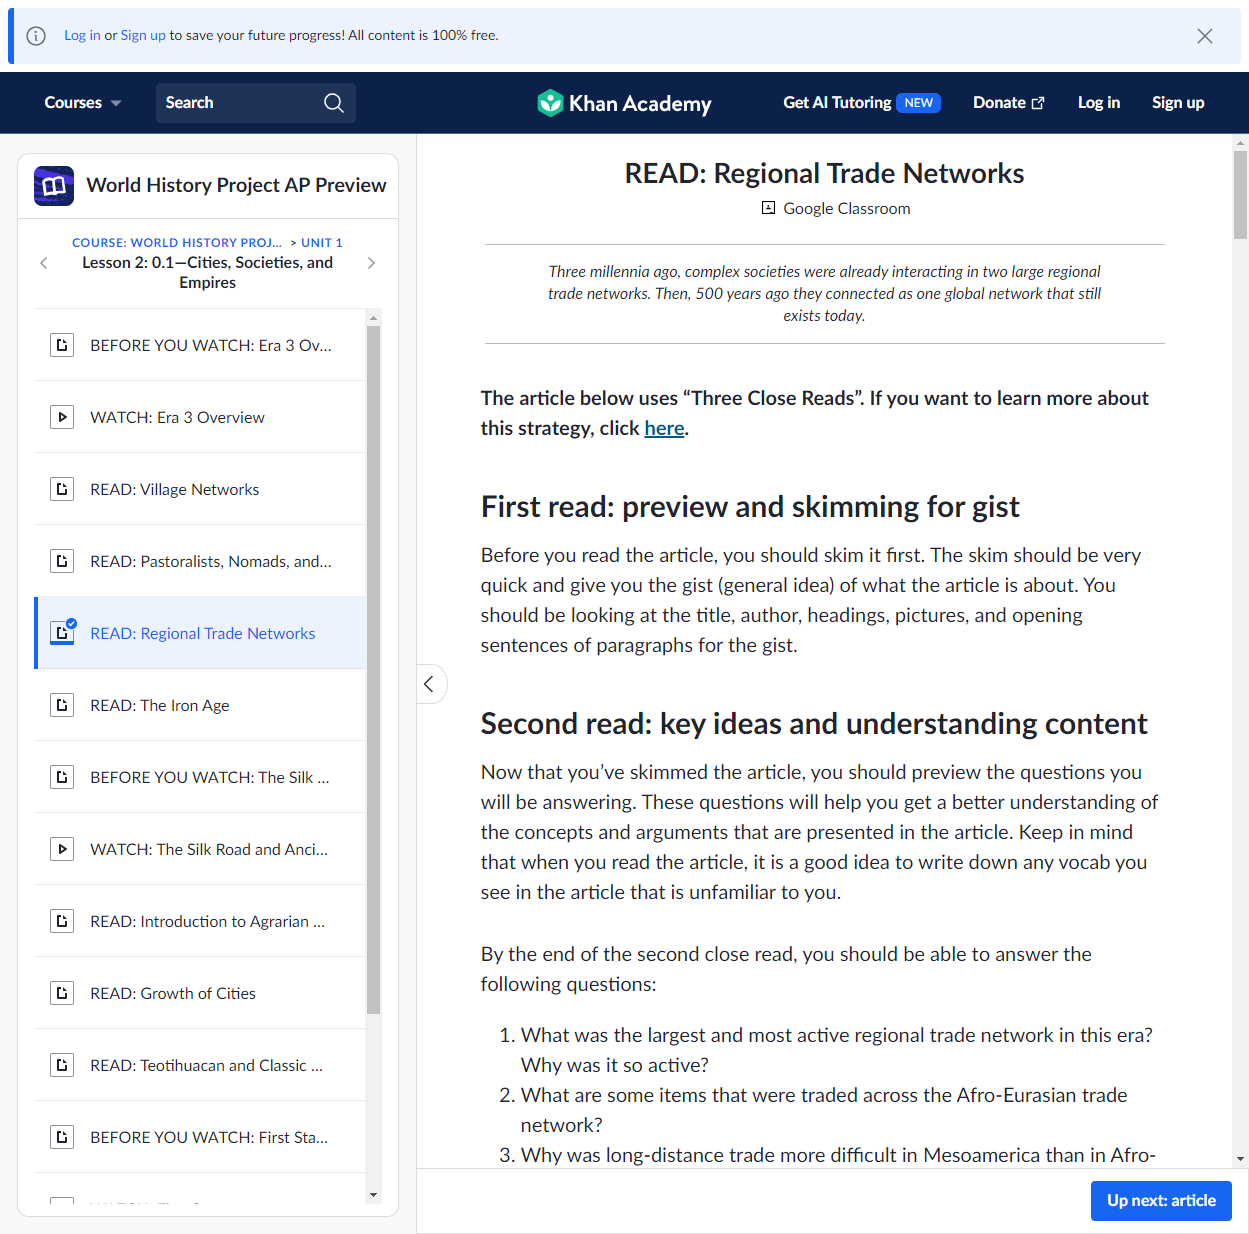 Log in or Sign up to save your future progress! All content is 100% free.
Courses
Search
Khan Academy
Get AI Tutoring NEW
Donate
Log in
Sign up
World History Project AP Preview
COURSE: WORLD HISTORY PROJ... > UNIT 1
Lesson 2: 0.1—Cities, Societies, and
Empires
BEFORE YOU WATCH: Era 3 Ov...
WATCH: Era 3 Overview
READ: Village Networks
READ: Pastoralists, Nomads, and...
READ: Regional Trade Networks
READ: The Iron Age
BEFORE YOU WATCH: The Silk ...
WATCH: The Silk Road and Anci...
READ: Introduction to Agrarian ...
READ: Growth of Cities
READ: Teotihuacan and Classic ...
BEFORE YOU WATCH: First Sta...
READ: Regional Trade Networks
Google Classroom
Three millennia ago, complex societies were already interacting in two large regional
trade networks. Then, 500 years ago they connected as one global network that still
exists today.
The article below uses “Three Close Reads”. If you want to learn more about
this strategy, click here.
First read: preview and skimming for gist
Before you read the article, you should skim it first. The skim should be very
quick and give you the gist (general idea) of what the article is about. You
should be looking at the title, author, headings, pictures, and opening
sentences of paragraphs for the gist.
Second read: key ideas and understanding content
Now that you’ve skimmed the article, you should preview the questions you
will be answering. These questions will help you get a better understanding of
the concepts and arguments that are presented in the article. Keep in mind
that when you read the article, it is a good idea to write down any vocab you
see in the article that is unfamiliar to you.
By the end of the second close read, you should be able to answer the
following questions:
1. What was the largest and most active regional trade network in this era?
Why was it so active?
2. What are some items that were traded across the Afro-Eurasian trade
network?
3. Why was long-distance trade more difficult in Mesoamerica than in Afro-
Up next: article